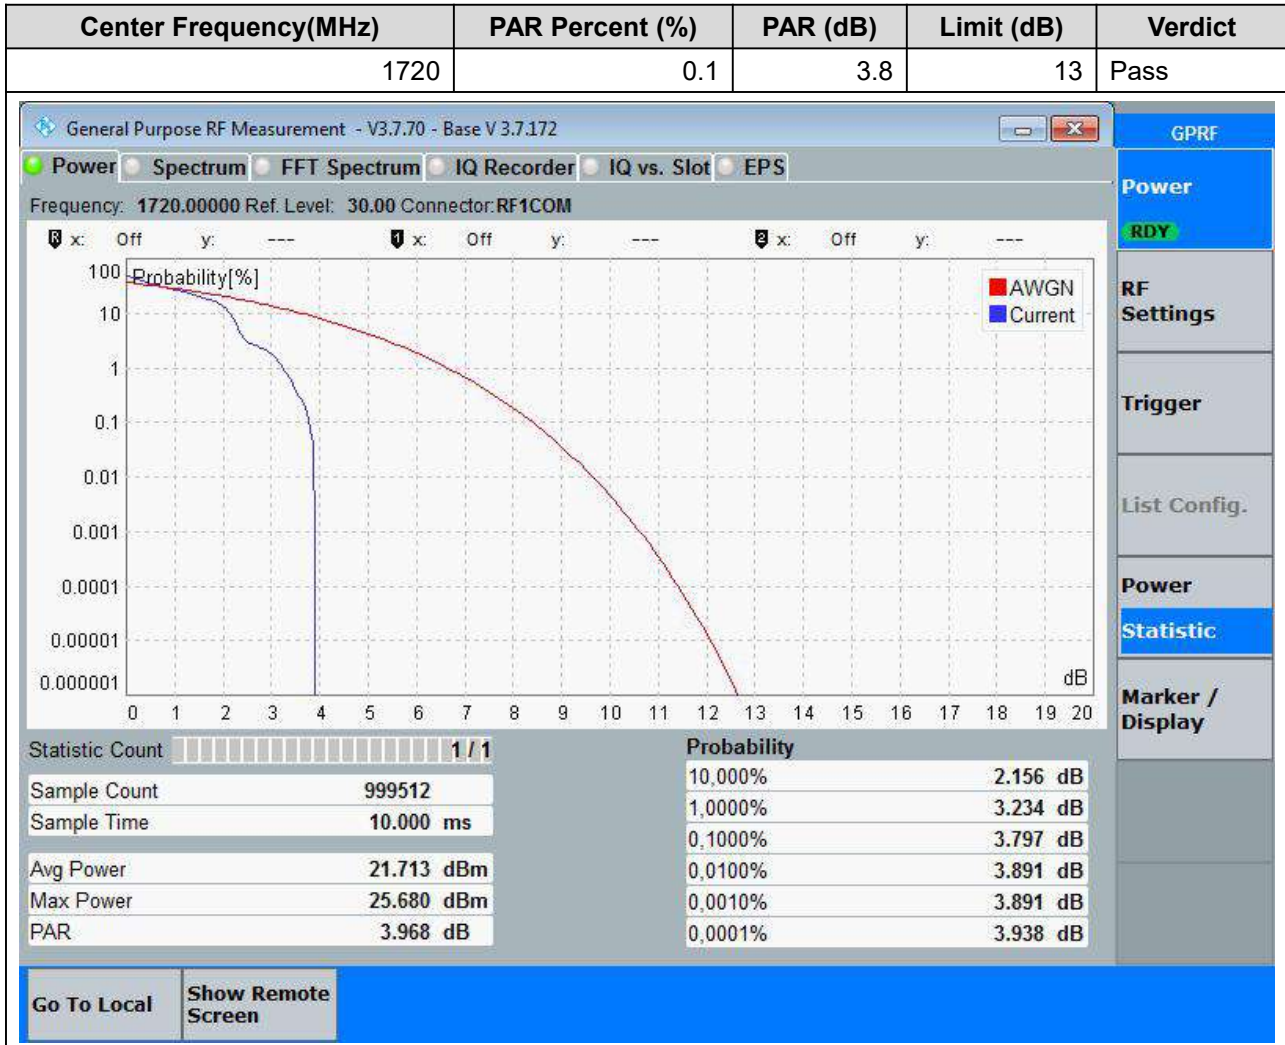 Center Frequency(MHz) PAR Percent (%) PAR (dB) Limit (dB) Verdict
1720 0.1 3.8 13 Pass
General Purpose RF Measurement - V3.7.70 - Base V 3.7.172
GPRF
Power Spectrum FFT Spectrum IQ Recorder IQ vs. Slot EPS
Power
RDY
Frequency: 1720.00000 Ref. Level: 30.00 Connector:RF1COM
R x: Off y: --- 1 x: Off y: --- 2 x: Off y: ---
Probability[%]
AWGN
Current
100
10
1
0.1
0.01
0.001
0.0001
0.00001
0.000001
dB
0 1 2 3 4 5 6 7 8 9 10 11 12 13 14 15 16 17 18 19 20
RF
Settings
Trigger
List Config.
Power
Statistic
Marker /
Display
Statistic Count 1 / 1
Sample Count 999512
Sample Time 10.000 ms
Avg Power 21.713 dBm
Max Power 25.680 dBm
PAR 3.968 dB
Probability
10,000% 2.156 dB
1,0000% 3.234 dB
0,1000% 3.797 dB
0,0100% 3.891 dB
0,0010% 3.891 dB
0,0001% 3.938 dB
Go To Local
Show Remote
Screen